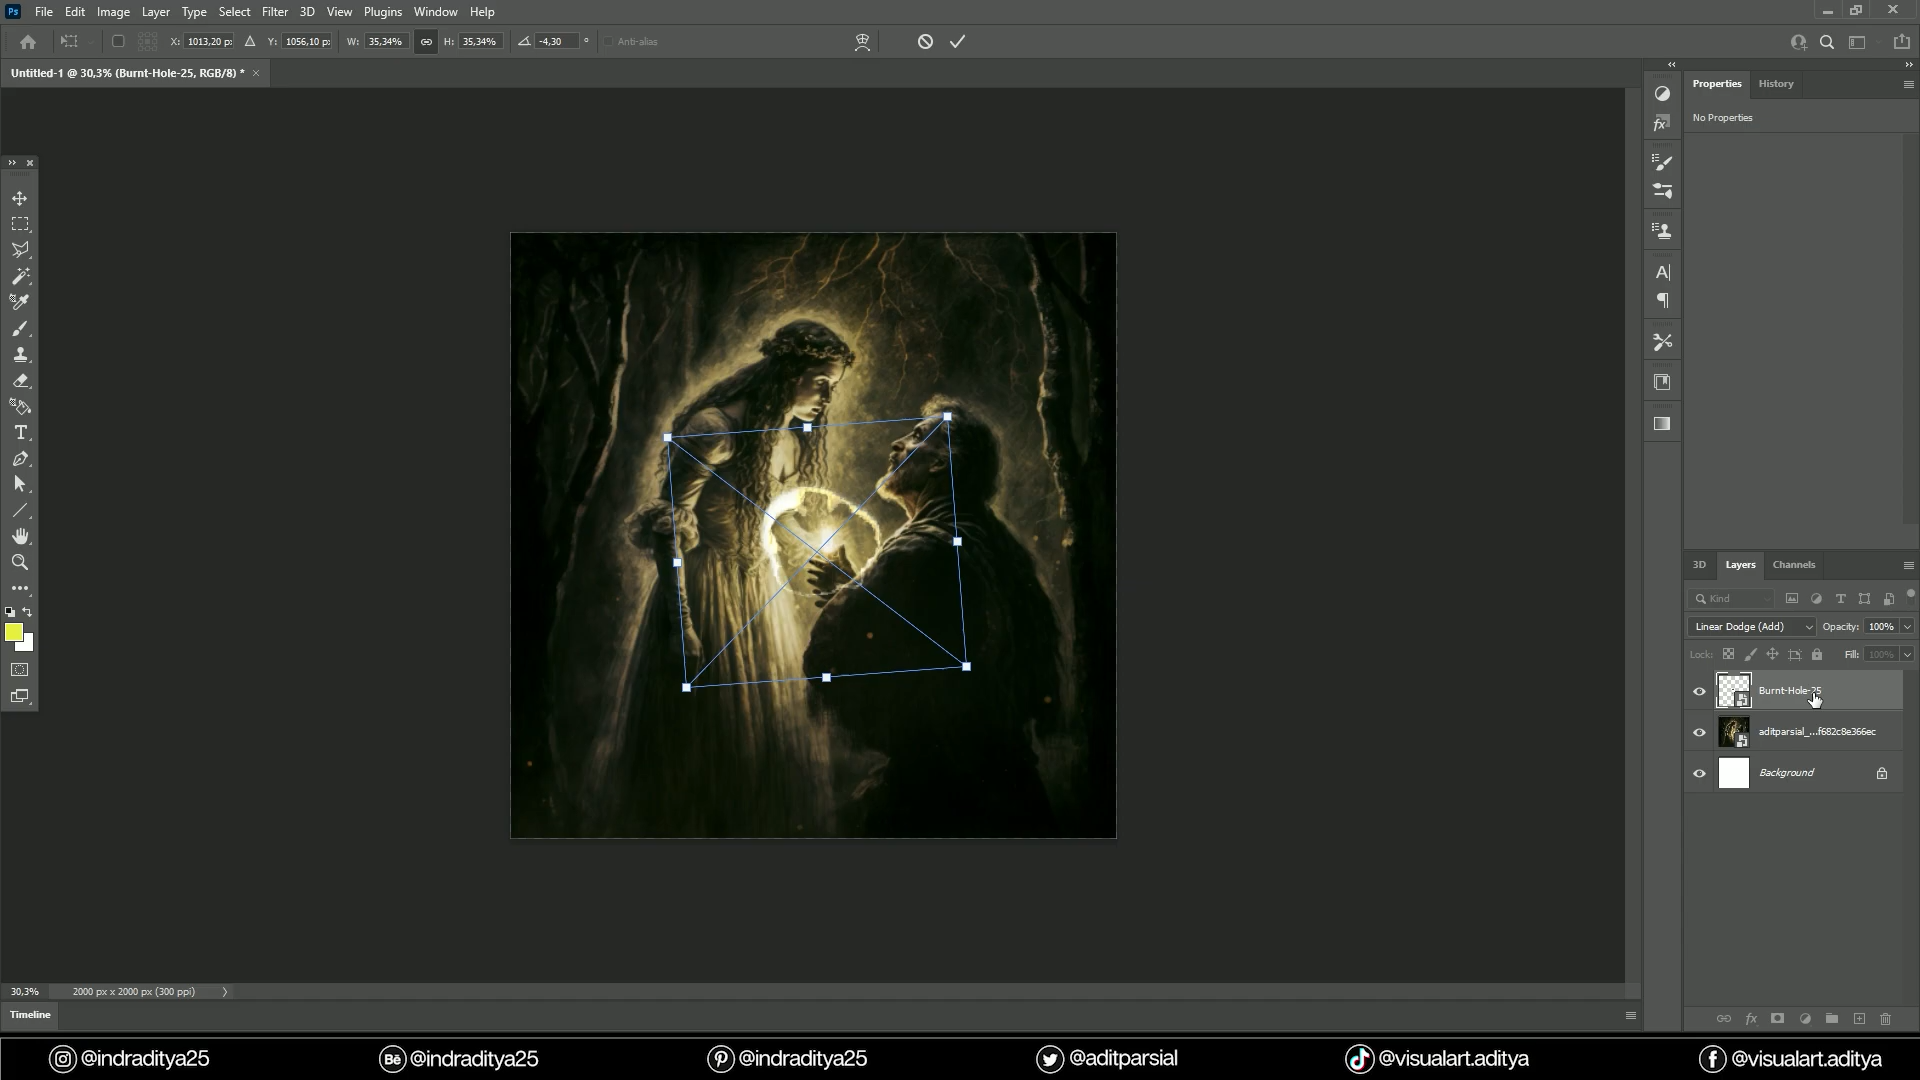 Ps File Edit Image Layer Type Select Filter 3D View Plugins Window Help
X: 1013,20 p: Y: 1056,10 p: W: 35,34% H: 35,34% -4,30 ° Anti-alias
Untitled-1 @ 30,3% (Burnt-Hole-25, RGB/8) *
Properties History
No Properties
3D Layers Channels
Kind
Linear Dodge (Add) Opacity: 100%
Lock: Fill: 100%
Burnt-Hole-25
aditparsial_...f682c8e366ec
Background
30,3% 2000 px x 2000 px (300 ppi)
Timeline
@indraditya25 Bē @indraditya25 @indraditya25 @aditparsial @visualart.aditya @visualart.aditya